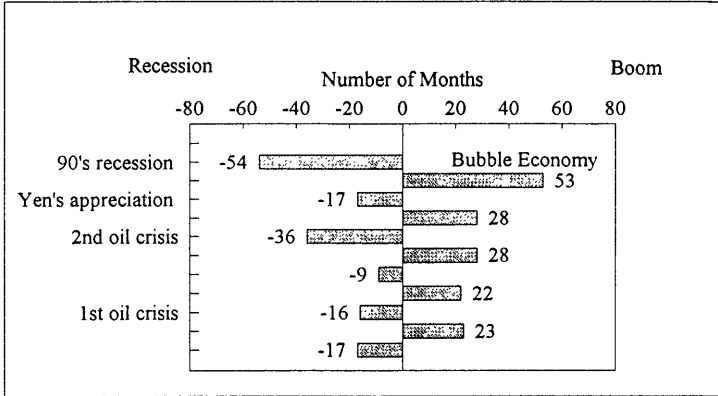 Recession
Boom
Number of Months
-80 -60 -40 -20 0 20 40 60 80
90's recession -54 Bubble Economy
53
Yen's appreciation -17
28
2nd oil crisis -36
28
-9
22
1st oil crisis -16
23
-17